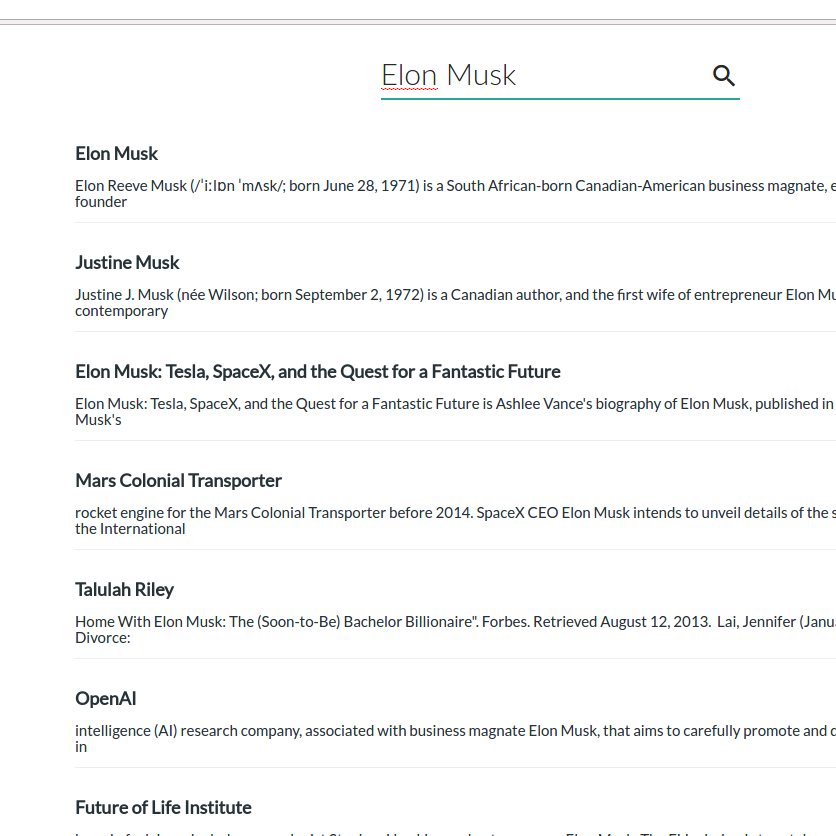 Elon Musk
Elon Musk
Elon Reeve Musk (/ˈiːlɒn ˈmʌsk/; born June 28, 1971) is a South African-born Canadian-American business magnate,
founder
Justine Musk
Justine J. Musk (née Wilson; born September 2, 1972) is a Canadian author, and the first wife of entrepreneur Elon
contemporary
Elon Musk: Tesla, SpaceX, and the Quest for a Fantastic Future
Elon Musk: Tesla, SpaceX, and the Quest for a Fantastic Future is Ashlee Vance's biography of Elon Musk, published in
Musk's
Mars Colonial Transporter
rocket engine for the Mars Colonial Transporter before 2014. SpaceX CEO Elon Musk intends to unveil details of the
the International
Talulah Riley
Home With Elon Musk: The (Soon-to-Be) Bachelor Billionaire". Forbes. Retrieved August 12, 2013. Lai, Jennifer
Divorce:
OpenAI
intelligence (AI) research company, associated with business magnate Elon Musk, that aims to carefully promote and
in
Future of Life Institute